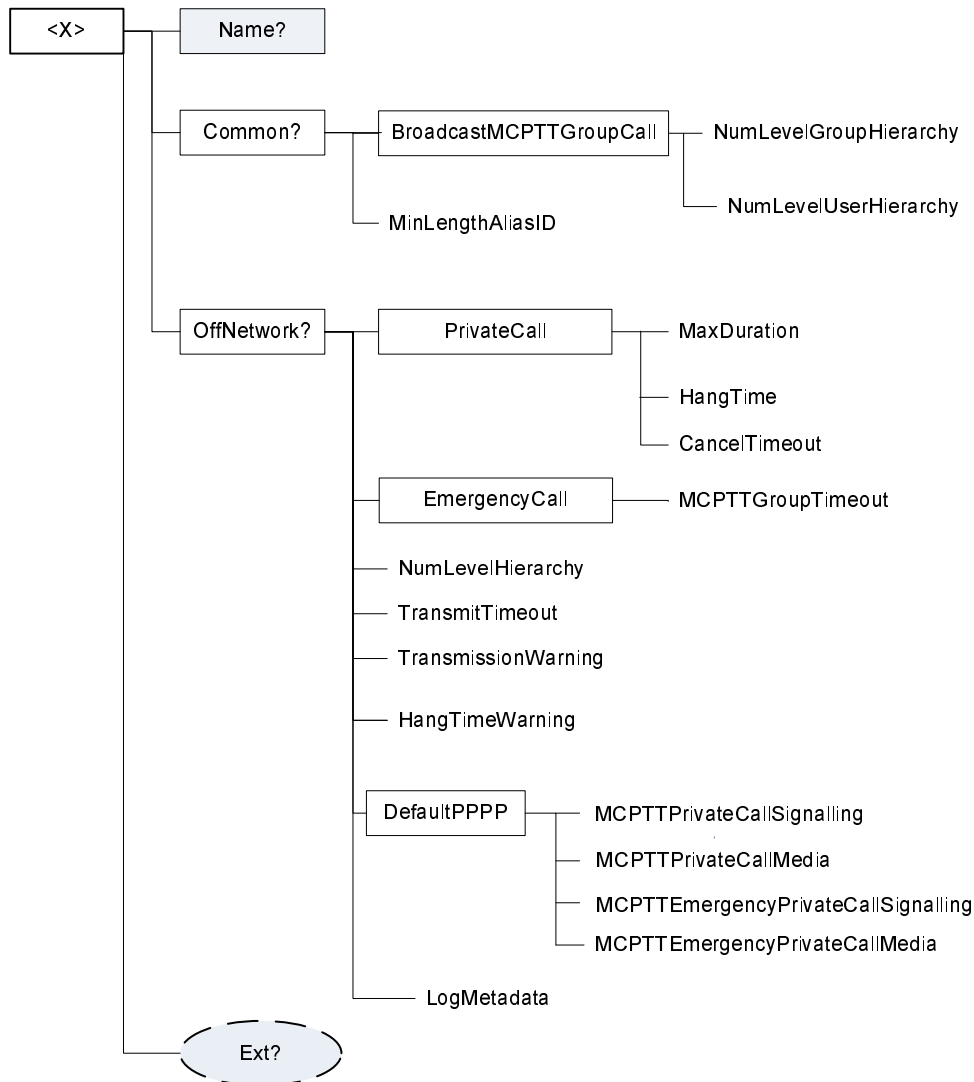 <X>
Name?
Common?
BroadcastMCPTTGroupCall
NumLevelGroupHierarchy
NumLevelUserHierarchy
MinLengthAliasID
OffNetwork?
PrivateCall
MaxDuration
HangTime
CancelTimeout
EmergencyCall
MCPTTGroupTimeout
NumLevelHierarchy
TransmitTimeout
TransmissionWarning
HangTimeWarning
DefaultPPPP
MCPTTPrivateCallSignalling
MCPTTPrivateCallMedia
MCPTTEmergencyPrivateCallSignalling
MCPTTEmergencyPrivateCallMedia
LogMetadata
Ext?